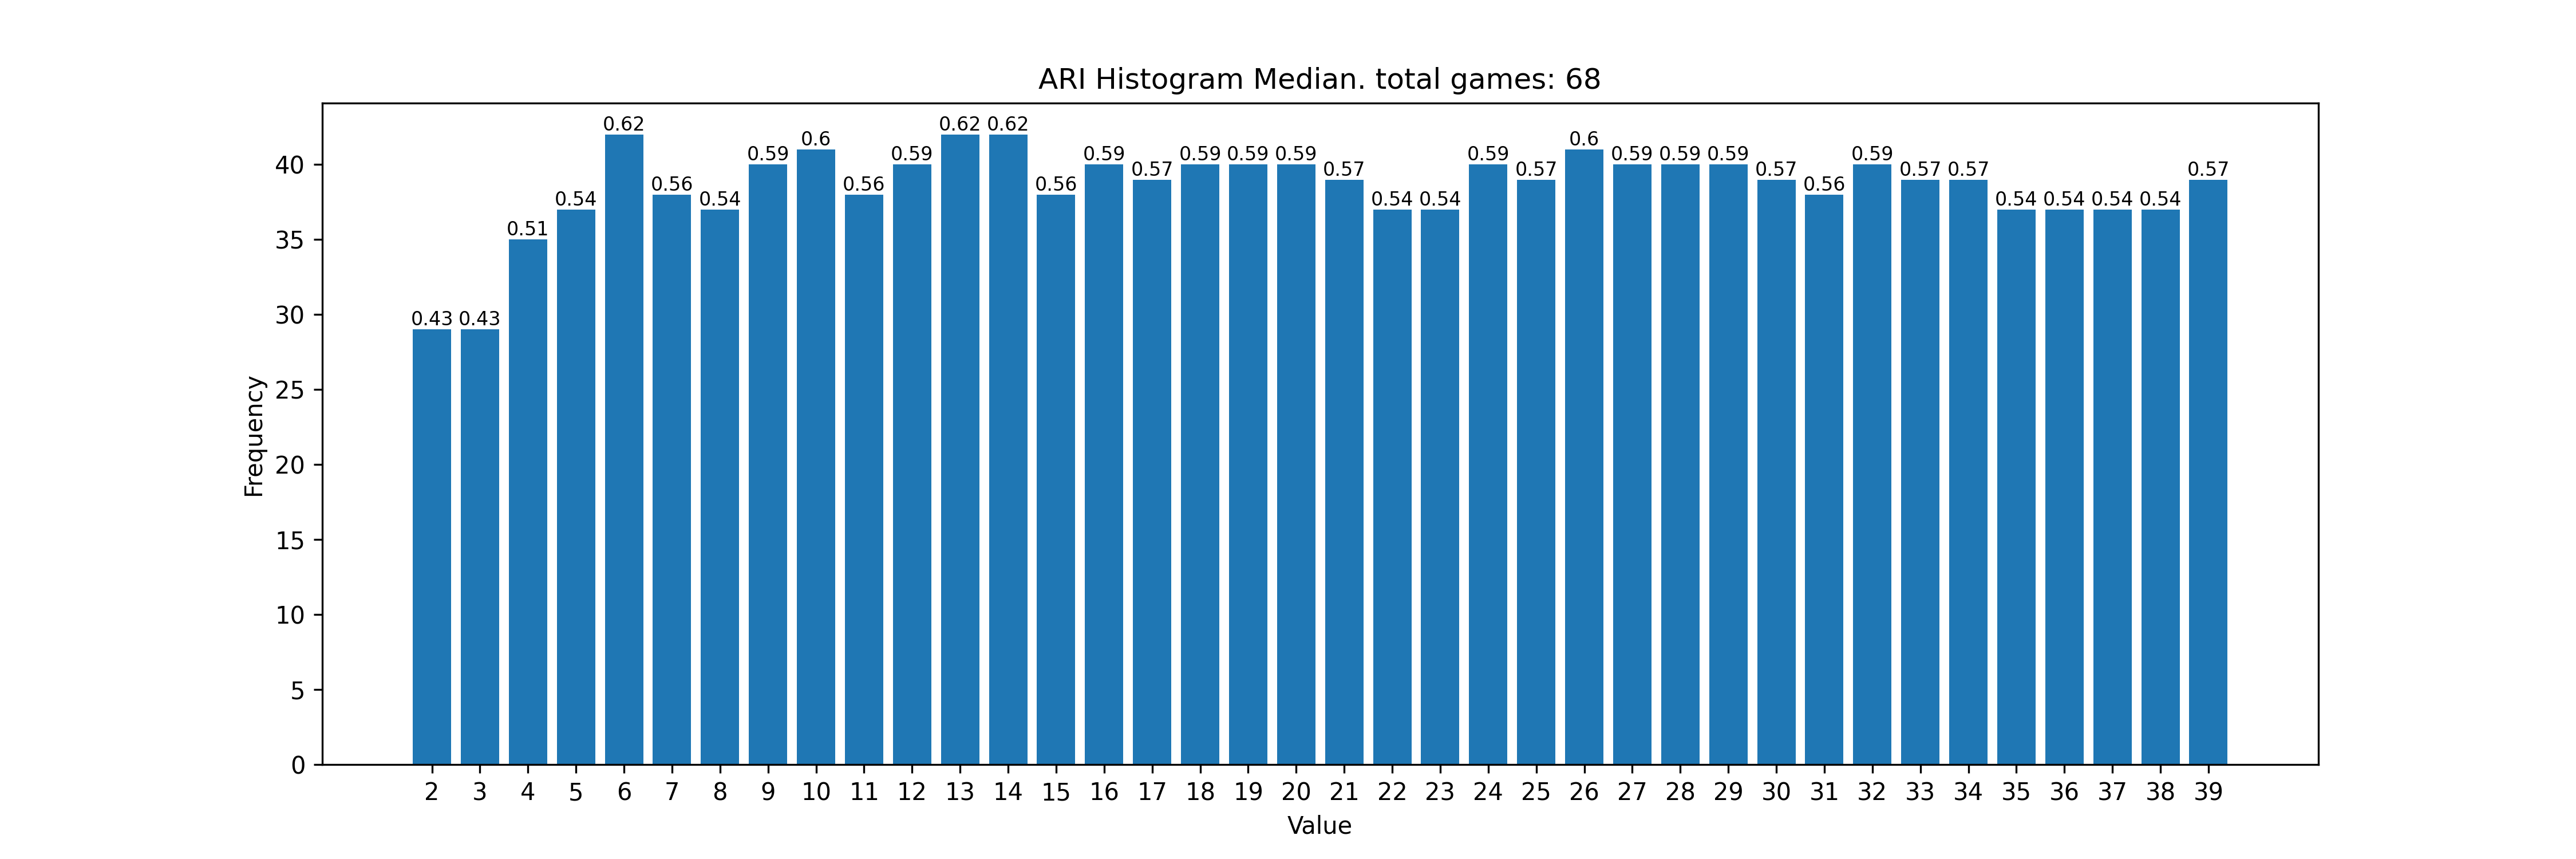 ARI Histogram Median. total games: 68
0.43 0.43 0.51 0.54 0.62 0.56 0.54 0.59 0.6 0.56 0.59 0.62 0.62 0.56 0.59 0.57 0.59 0.59 0.59 0.57 0.54 0.54 0.59 0.57 0.6 0.59 0.59 0.59 0.57 0.56 0.59 0.57 0.57 0.54 0.54 0.54 0.54 0.57
40
35
30
25
20
15
10
5
0
Frequency
2 3 4 5 6 7 8 9 10 11 12 13 14 15 16 17 18 19 20 21 22 23 24 25 26 27 28 29 30 31 32 33 34 35 36 37 38 39
Value